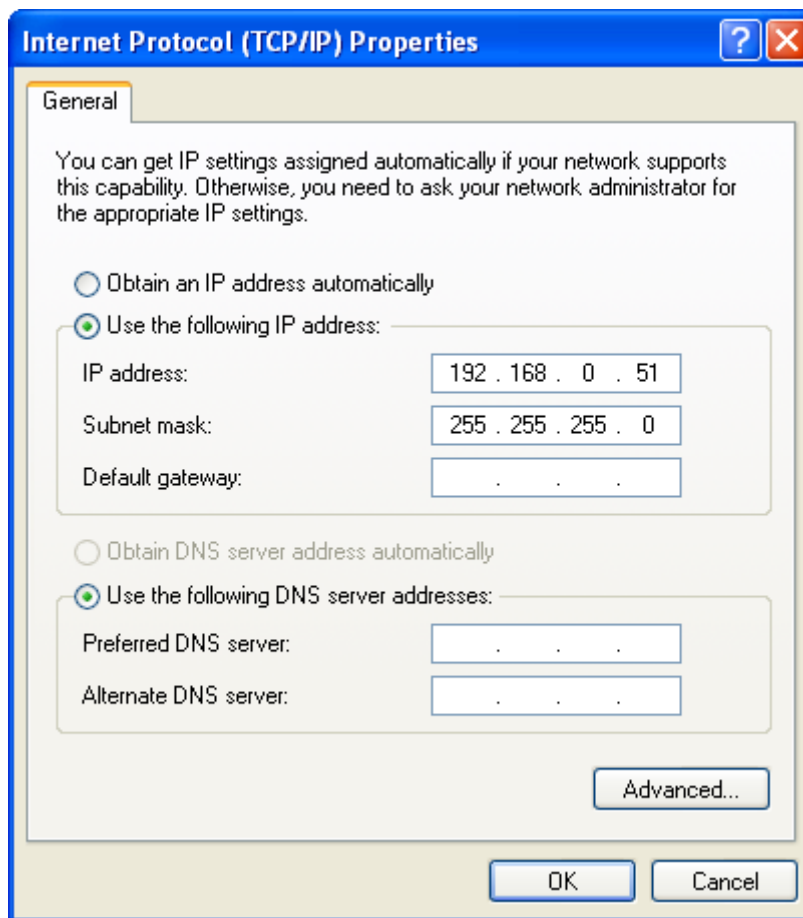 Internet Protocol (TCP/IP) Properties
General
You can get IP settings assigned automatically if your network supports
this capability. Otherwise, you need to ask your network administrator for
the appropriate IP settings.
Obtain an IP address automatically
Use the following IP address:
IP address: 192 . 168 . 0 . 51
Subnet mask: 255 . 255 . 255 . 0
Default gateway: . . .
Obtain DNS server address automatically
Use the following DNS server addresses:
Preferred DNS server: . . .
Alternate DNS server: . . .
Advanced...
OK Cancel